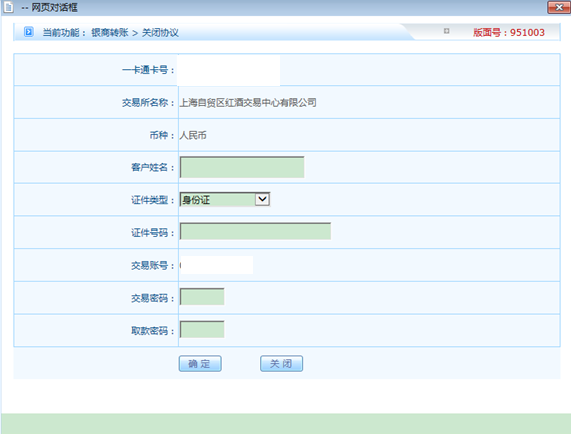 -- 网页对话框
当前功能： 银商转账 > 关闭协议 版面号：951003
一卡通卡号：
交易所名称： 上海自贸区红酒交易中心有限公司
币种： 人民币
客户姓名：
证件类型： 身份证
证件号码：
交易账号：
交易密码：
取款密码：
确 定 关 闭